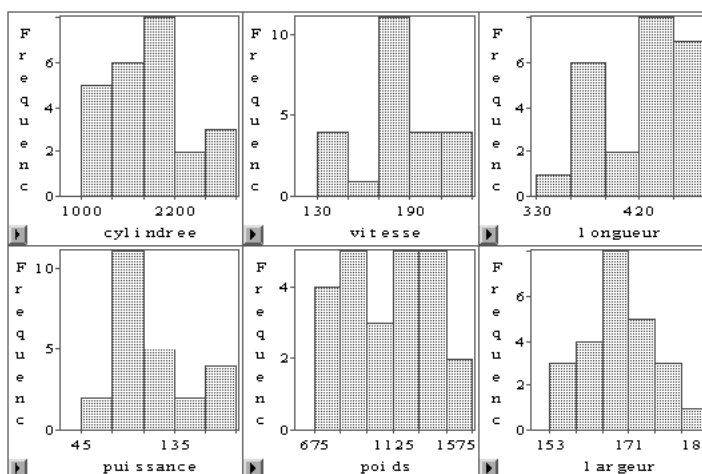 Frequenc
6
4
2
0
1000 2200
cylindree
Frequenc
10
5
0
130 190
vitesse
Frequenc
6
4
2
0
330 420
longueur
Frequenc
10
5
0
45 135
puissance
Frequenc
4
2
0
675 1125 1575
poids
Frequenc
6
4
2
0
153 171 18
largeur